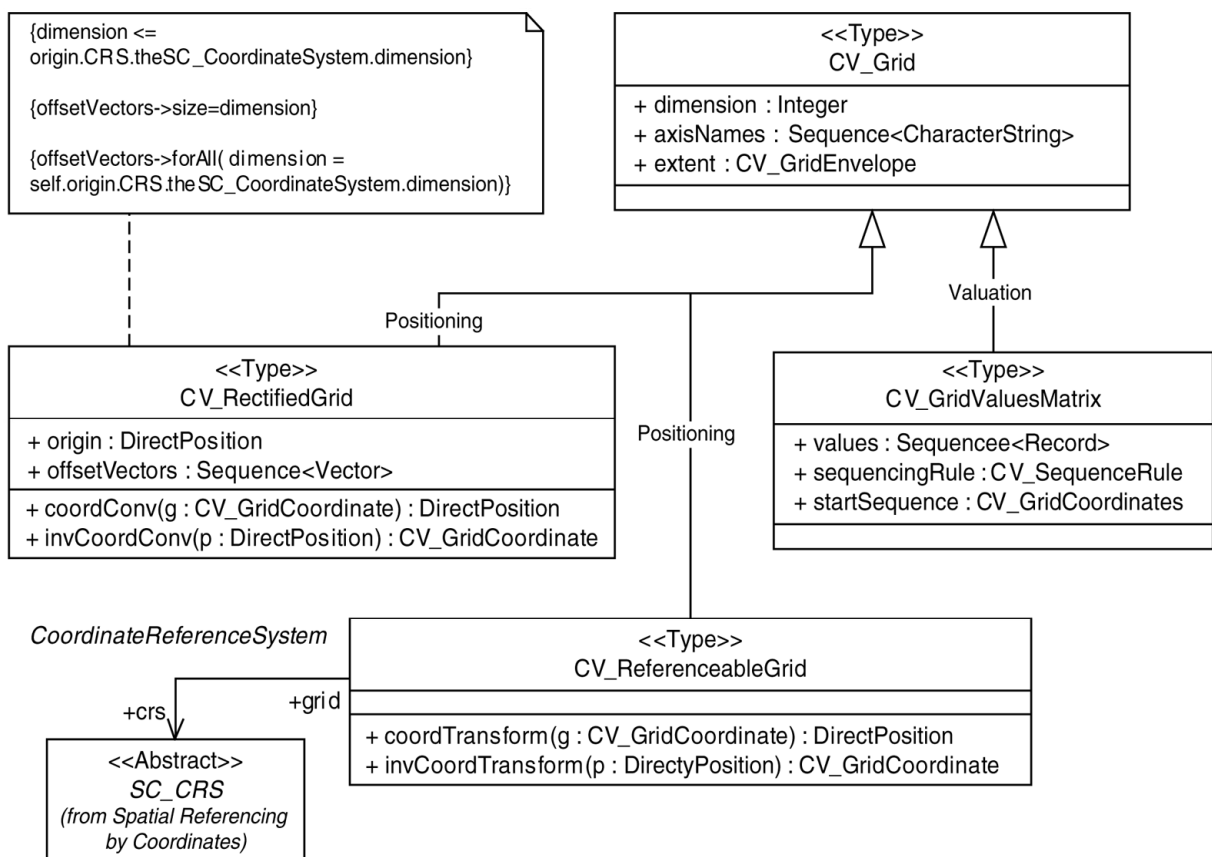 {dimension <=
origin.CRS.theSC_CoordinateSystem.dimension}
{offsetVectors->size=dimension}
{offsetVectors->forAll( dimension =
self.origin.CRS.theSC_CoordinateSystem.dimension)}
<<Type>>
CV_Grid
+ dimension : Integer
+ axisNames : Sequence<CharacterString>
+ extent : CV_GridEnvelope
Positioning
Valuation
<<Type>>
CV_RectifiedGrid
+ origin : DirectPosition
+ offsetVectors : Sequence<Vector>
+ coordConv(g : CV_GridCoordinate) : DirectPosition
+ invCoordConv(p : DirectPosition) : CV_GridCoordinate
Positioning
<<Type>>
CV_GridValuesMatrix
+ values : Sequencee<Record>
+ sequencingRule : CV_SequenceRule
+ startSequence : CV_GridCoordinates
CoordinateReferenceSystem
<<Type>>
CV_ReferenceableGrid
+ coordTransform(g : CV_GridCoordinate) : DirectPosition
+ invCoordTransform(p : DirectyPosition) : CV_GridCoordinate
+grid
+crs
<<Abstract>>
SC_CRS
(from Spatial Referencing
by Coordinates)